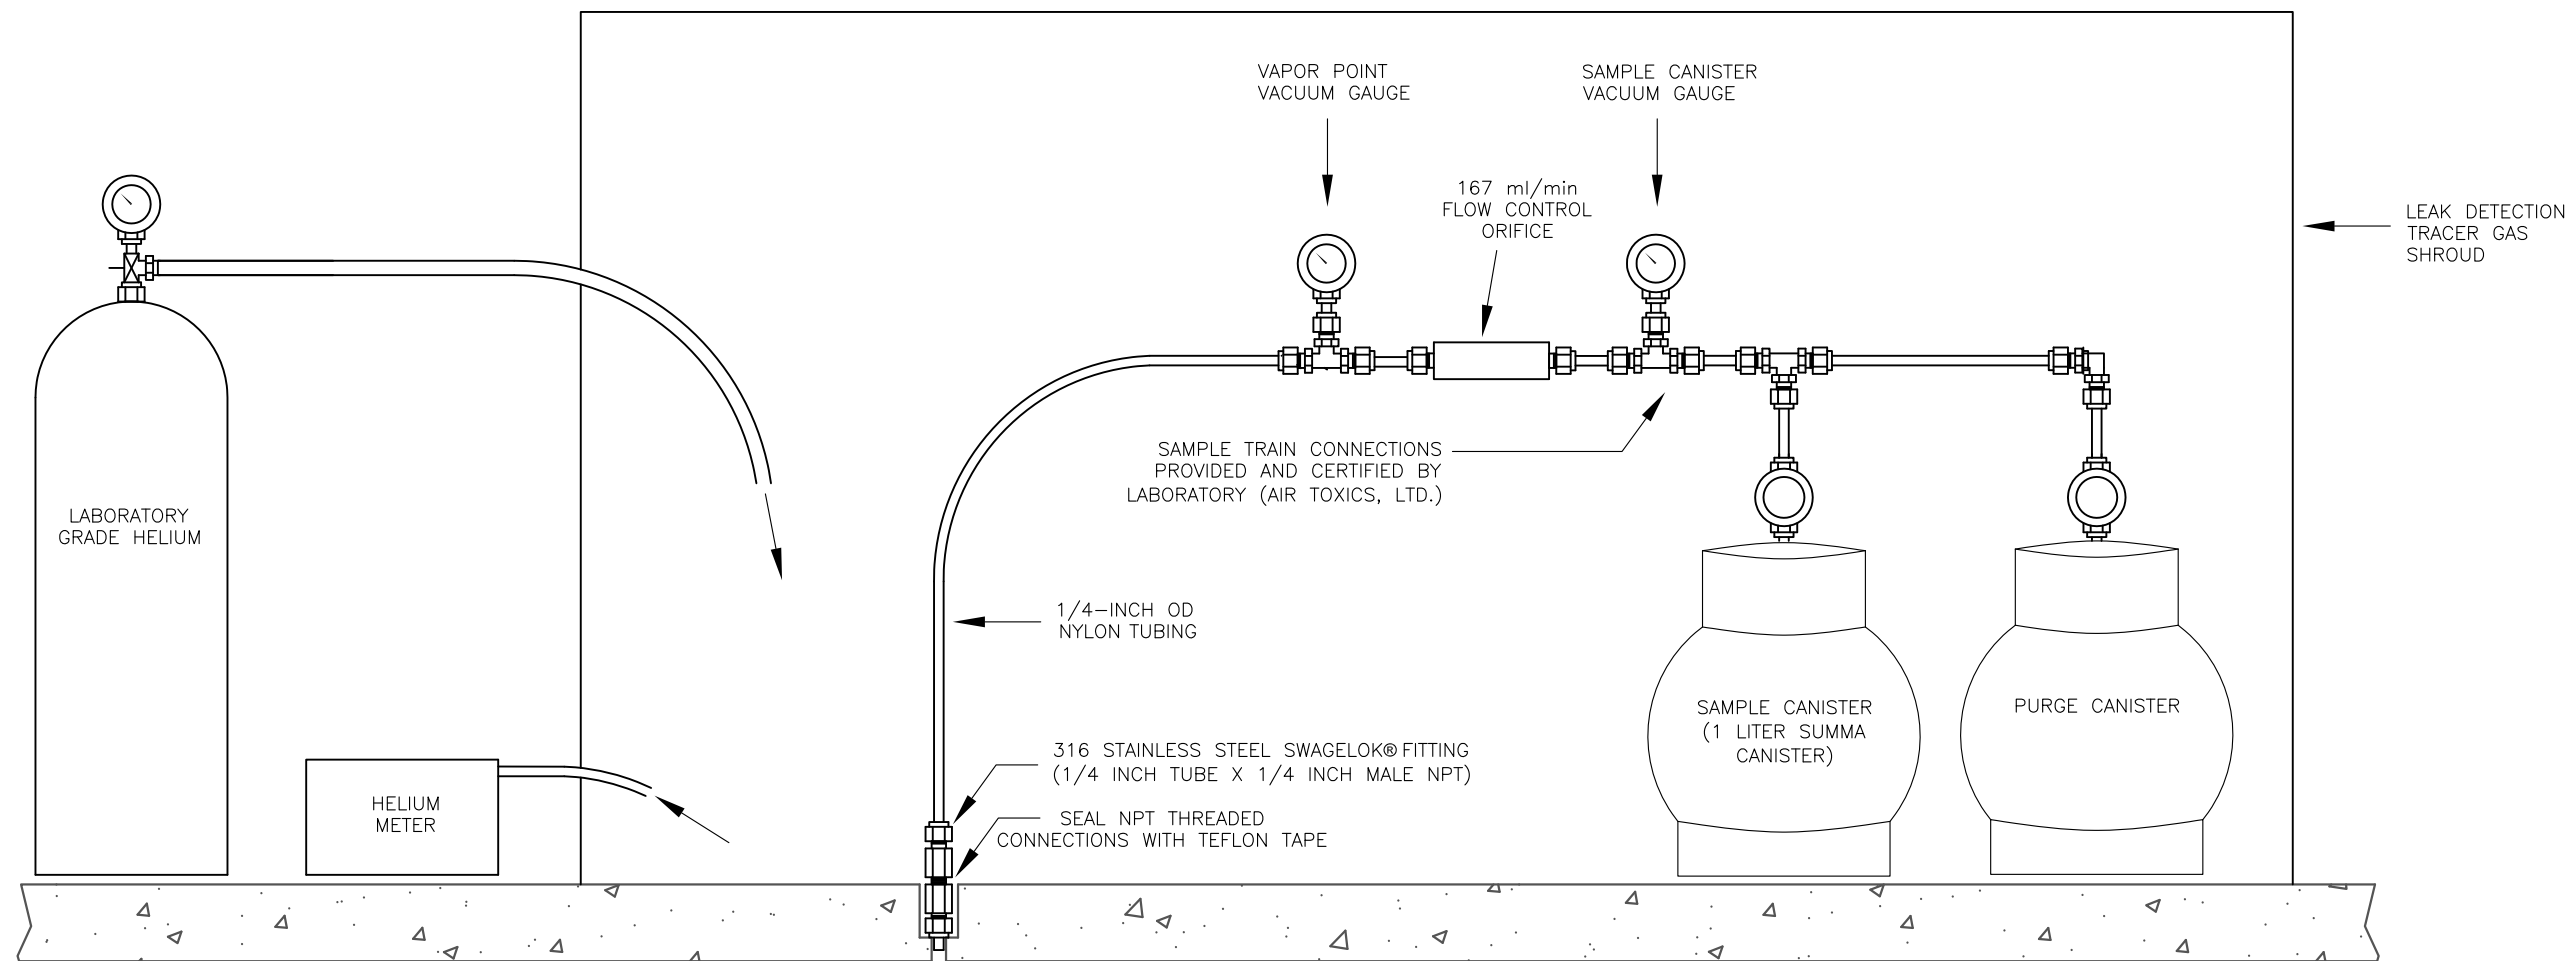 VAPOR POINT
VACUUM GAUGE
SAMPLE CANISTER
VACUUM GAUGE
167 ml/min
FLOW CONTROL
ORIFICE
LEAK DETECTION
TRACER GAS
SHROUD
SAMPLE TRAIN CONNECTIONS
PROVIDED AND CERTIFIED BY
LABORATORY (AIR TOXICS, LTD.)
LABORATORY
GRADE HELIUM
1/4-INCH OD
NYLON TUBING
SAMPLE CANISTER
(1 LITER SUMMA
CANISTER)
PURGE CANISTER
316 STAINLESS STEEL SWAGELOK® FITTING
(1/4 INCH TUBE X 1/4 INCH MALE NPT)
HELIUM
METER
SEAL NPT THREADED
CONNECTIONS WITH TEFLON TAPE